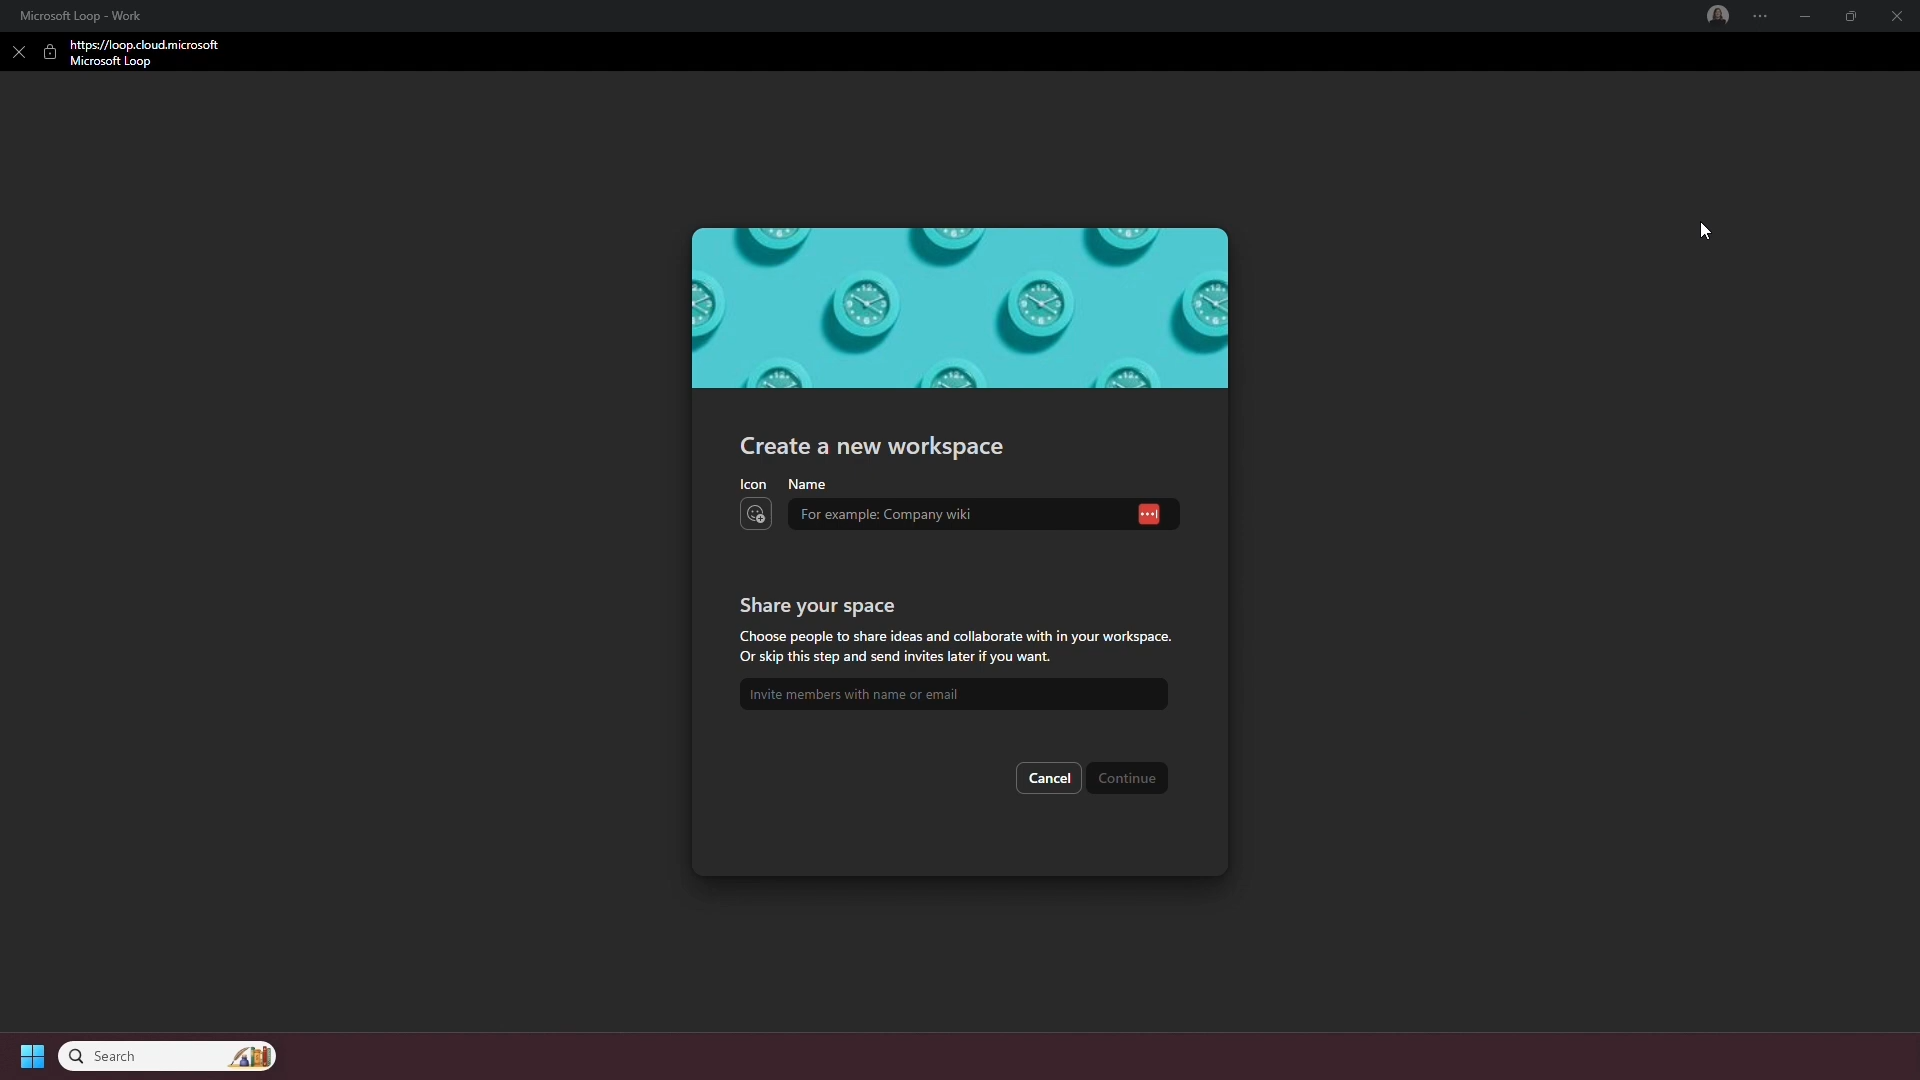 Microsoft Loop - Work
https://loop.cloud.microsoft
Microsoft Loop
Create a new workspace
Icon Name
For example: Company wiki
Share your space
Choose people to share ideas and collaborate with in your workspace.
Or skip this step and send invites later if you want.
Invite members with name or email
Cancel Continue
Search